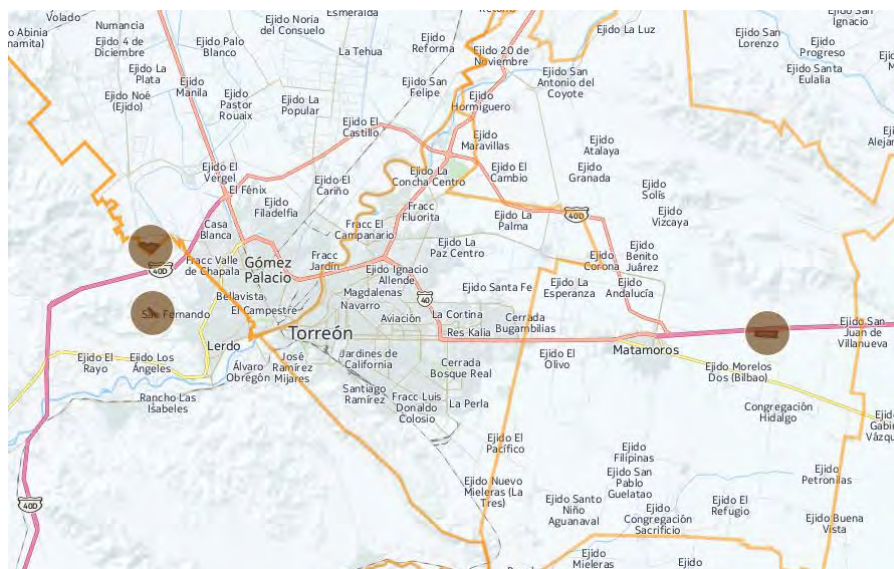 Volado
Numancia
Ejido Noria
del Consuelo
Esmeralda
Ejido
Reforma
Ejido La Luz
Ejido San
Ignacio
Ejido San
Lorenzo
Ejido
Progreso
Ejido 4 de
Diciembre
Ejido Palo
Blanco
La Tehua
Ejido 20 de
Noviembre
Ejido Santa
Eulalia
Ejido La
Plata
Ejido Noé
(Ejido)
Ejido
Manila
Ejido
Pastor
Rouaix
Ejido La
Popular
Ejido San
Felipe
Ejido San
Antonio del
Coyote
Ejido
Hormiguero
Ejido El
Castillo
Ejido
Maravillas
Ejido
Atalaya
Ejido El
Vergel
El Fénix
Ejido El
Cariño
Ejido La
Concha Centro
Ejido El
Cambio
Ejido
Granada
Ejido
Solís
Ejido
Filadelfia
Casa
Blanca
Fracc
Fluorita
Fracc El
Campanario
Ejido La
Palma
40D
Ejido
Vizcaya
Fracc Valle
de Chapala
40D
Gómez
Palacio
Fracc
Jardín
Ejido La
Paz Centro
Ejido
Corona
Ejido
Benito
Juárez
Ejido Ignacio
Allende
Bellavista
Magdalenas
Navarro
40
Ejido Santa Fe
Ejido La
Esperanza
Ejido
Andalucía
San Fernando
El Campestre
Aviación
La Cortina
Cerrada
Bugambilias
Res Kalia
Ejido San
Juan de
Villanueva
Torreón
Lerdo
Matamoros
Ejido El
Rayo
Ejido Los
Ángeles
Álvaro
Obregón
José
Ramírez
Mijares
Jardines de
California
Cerrada
Bosque Real
Ejido El
Olivo
Ejido Morelos
Dos (Bilbao)
Rancho Las
Isabeles
Santiago
Ramírez
Fracc Luis
Donaldo
Colosio
La Perla
Congregación
Hidalgo
Ejido El
Pacífico
Ejido
Filipinas
Ejido San
Pablo
Guelatao
Ejido
Petronilas
Ejido Nuevo
Mieleras (La
Tres)
Ejido Santo
Niño
Aguanaval
Ejido
Congregación
Sacrificio
Ejido El
Refugio
Ejido Buena
Vista
40D
Ejido
Mieleras
Ejido